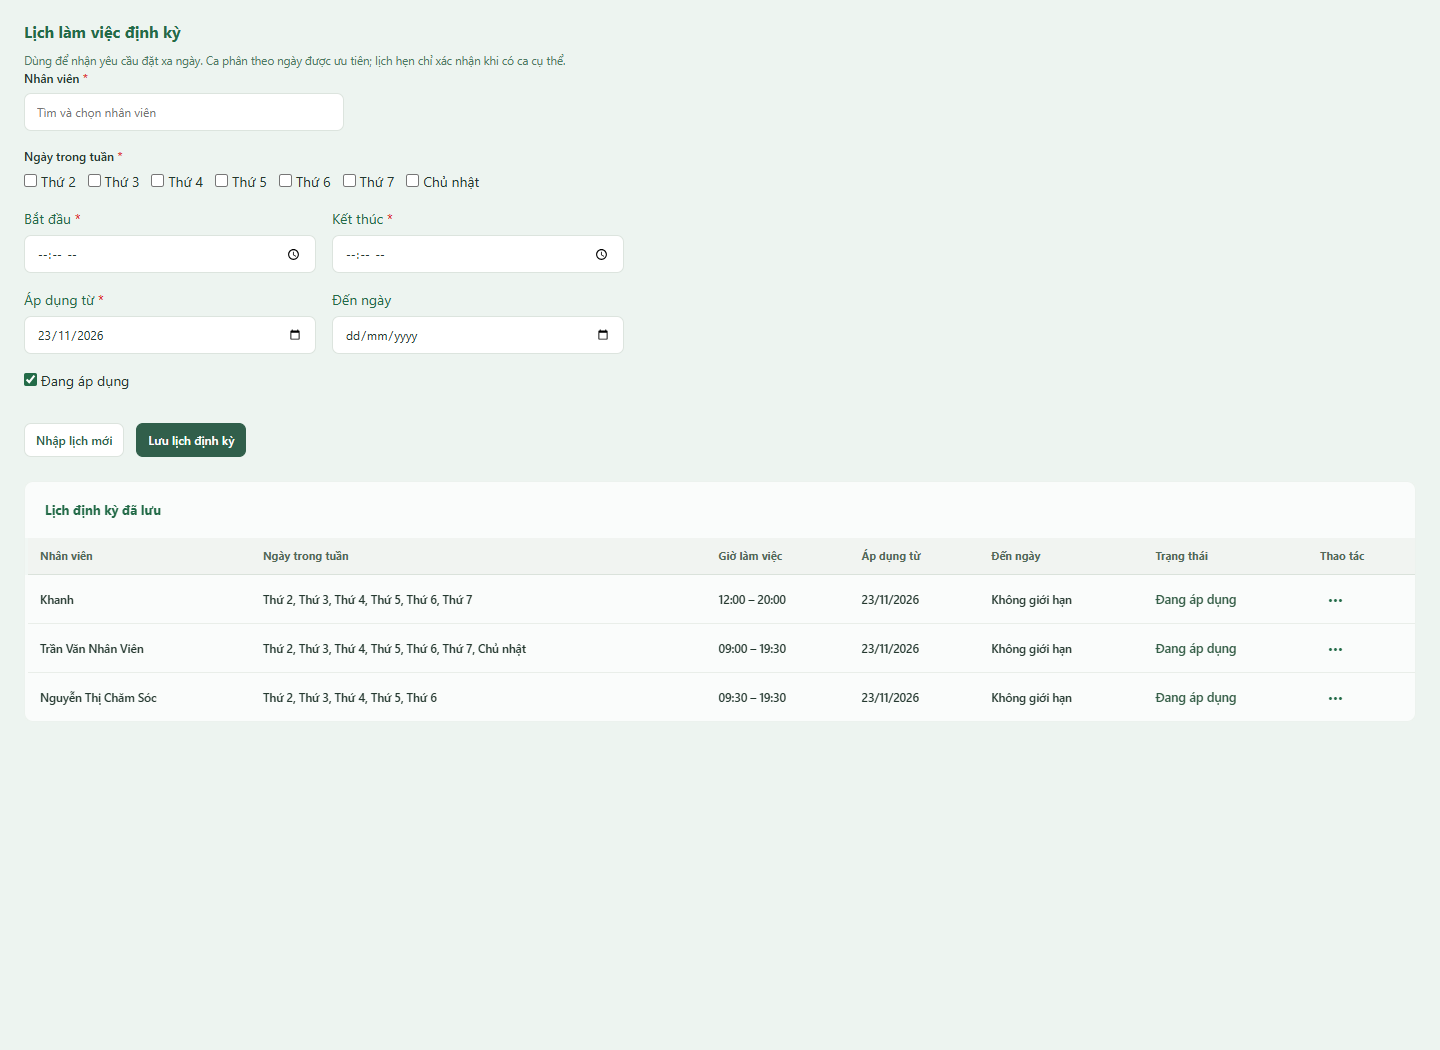 Lịch làm việc định kỳ
Dùng để nhận yêu cầu đặt xa ngày. Ca phân theo ngày được ưu tiên; lịch hẹn chỉ xác nhận khi có ca cụ thể.
Nhân viên *
Tìm và chọn nhân viên
Ngày trong tuần *
Thứ 2 Thứ 3 Thứ 4 Thứ 5 Thứ 6 Thứ 7 Chủ nhật
Bắt đầu * Kết thúc *
--:-- -- --:-- --
Áp dụng từ * Đến ngày
23/11/2026 dd/mm/yyyy
Đang áp dụng
Nhập lịch mới Lưu lịch định kỳ
Lịch định kỳ đã lưu
Nhân viên Ngày trong tuần Giờ làm việc Áp dụng từ Đến ngày Trạng thái Thao tác
Khanh Thứ 2, Thứ 3, Thứ 4, Thứ 5, Thứ 6, Thứ 7 12:00 – 20:00 23/11/2026 Không giới hạn Đang áp dụng •••
Trần Văn Nhân Viên Thứ 2, Thứ 3, Thứ 4, Thứ 5, Thứ 6, Thứ 7, Chủ nhật 09:00 – 19:30 23/11/2026 Không giới hạn Đang áp dụng •••
Nguyễn Thị Chăm Sóc Thứ 2, Thứ 3, Thứ 4, Thứ 5, Thứ 6 09:30 – 19:30 23/11/2026 Không giới hạn Đang áp dụng •••